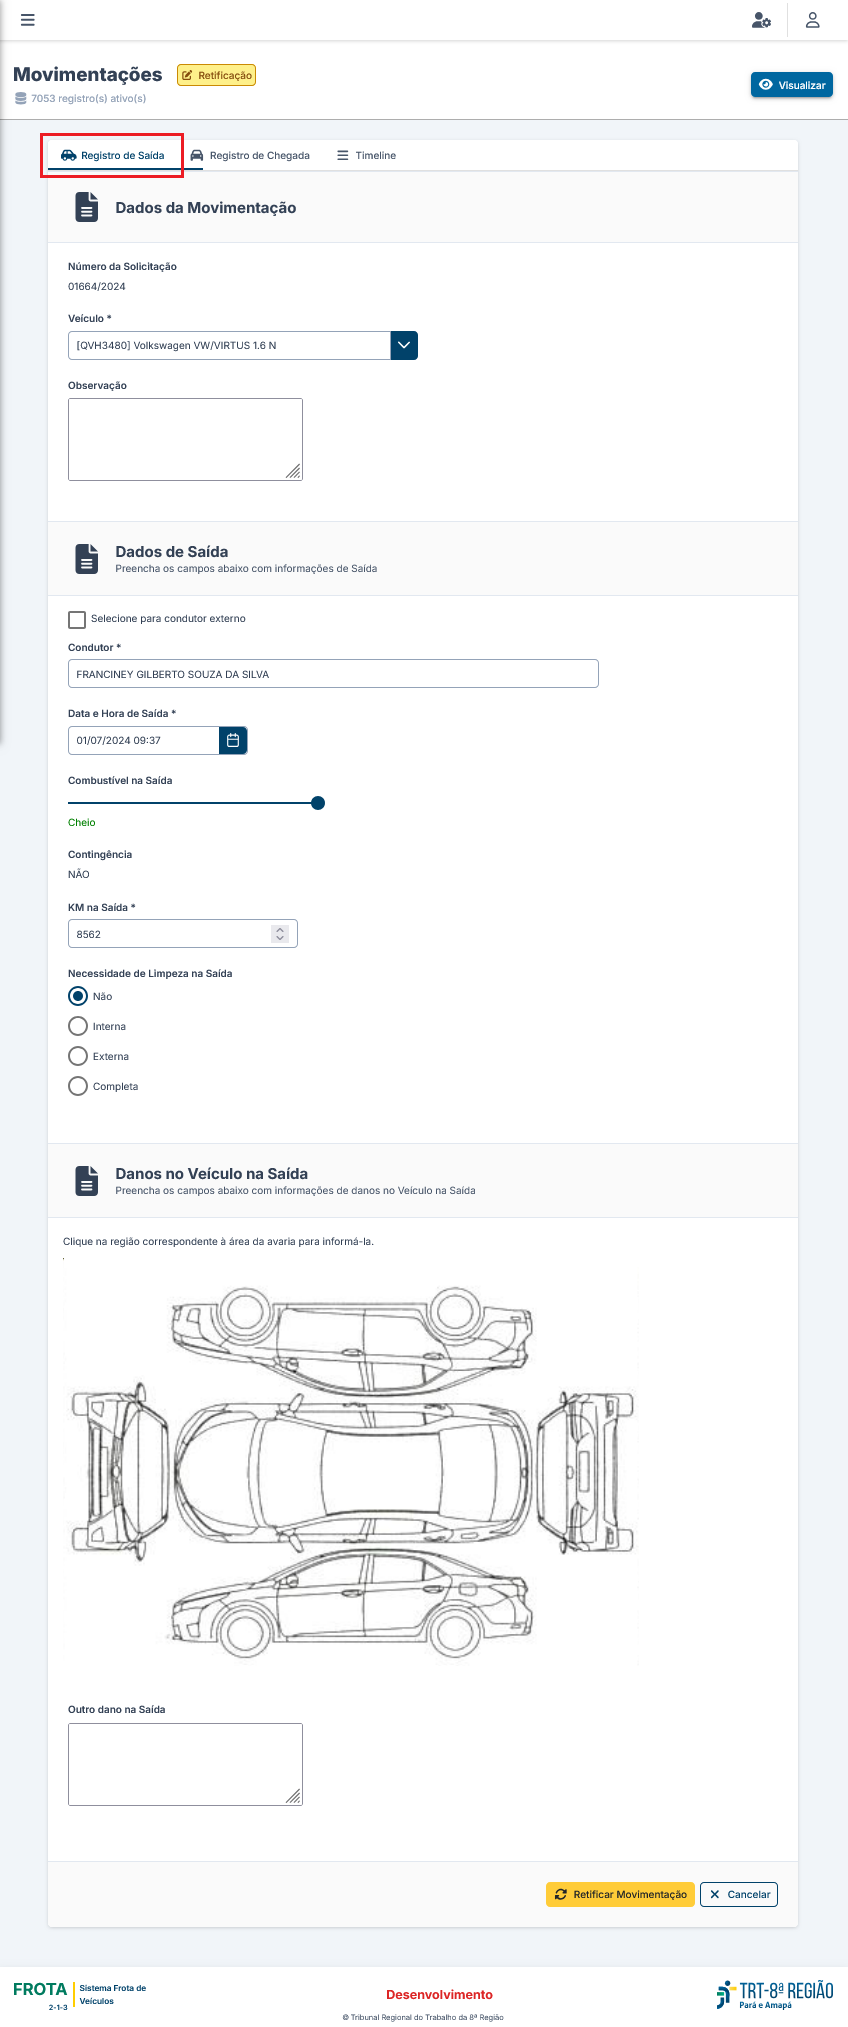 Movimentações
Retificação
7053 registro(s) ativo(s)
Visualizar
Registro de Saída
Registro de Chegada
Timeline
Dados da Movimentação
Número da Solicitação
01664/2024
Veículo *
[QVH3480] Volkswagen VW/VIRTUS 1.6 N
Observação
Dados de Saída
Preencha os campos abaixo com informações de Saída
Selecione para condutor externo
Condutor *
FRANCINEY GILBERTO SOUZA DA SILVA
Data e Hora de Saída *
01/07/2024 09:37
Combustível na Saída
Cheio
Contingência
NÃO
KM na Saída *
8562
Necessidade de Limpeza na Saída
Não
Interna
Externa
Completa
Danos no Veículo na Saída
Preencha os campos abaixo com informações de danos no Veículo na Saída
Clique na região correspondente à área da avaria para informá-la.
.
Outro dano na Saída
Retificar Movimentação
Cancelar
FROTA
2-1-3
Sistema Frota de
Veículos
Desenvolvimento
© Tribunal Regional do Trabalho da 8ª Região
TRT-8ª REGIÃO
Pará e Amapá